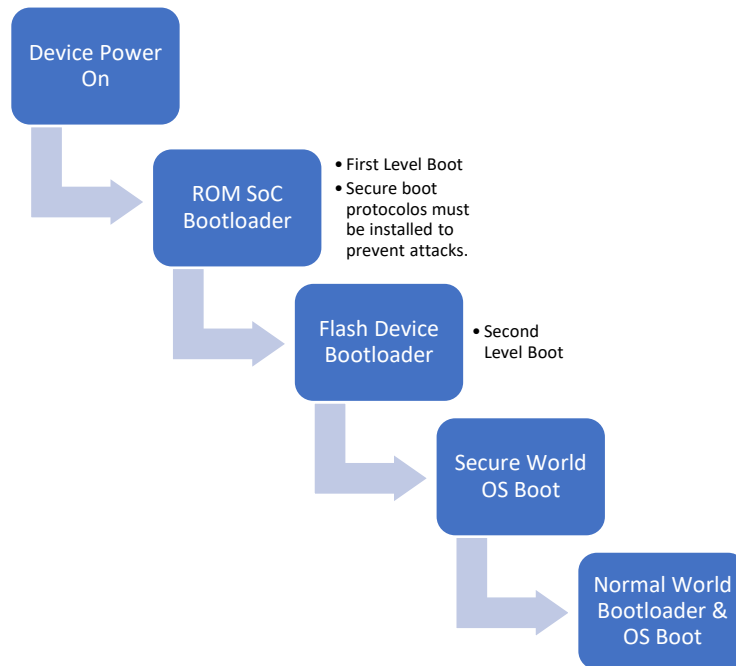 Device Power
On
ROM SoC
Bootloader
• First Level Boot
• Secure boot
protocolos must
be installed to
prevent attacks.
Flash Device
Bootloader
• Second
Level Boot
Secure World
OS Boot
Normal World
Bootloader &
OS Boot